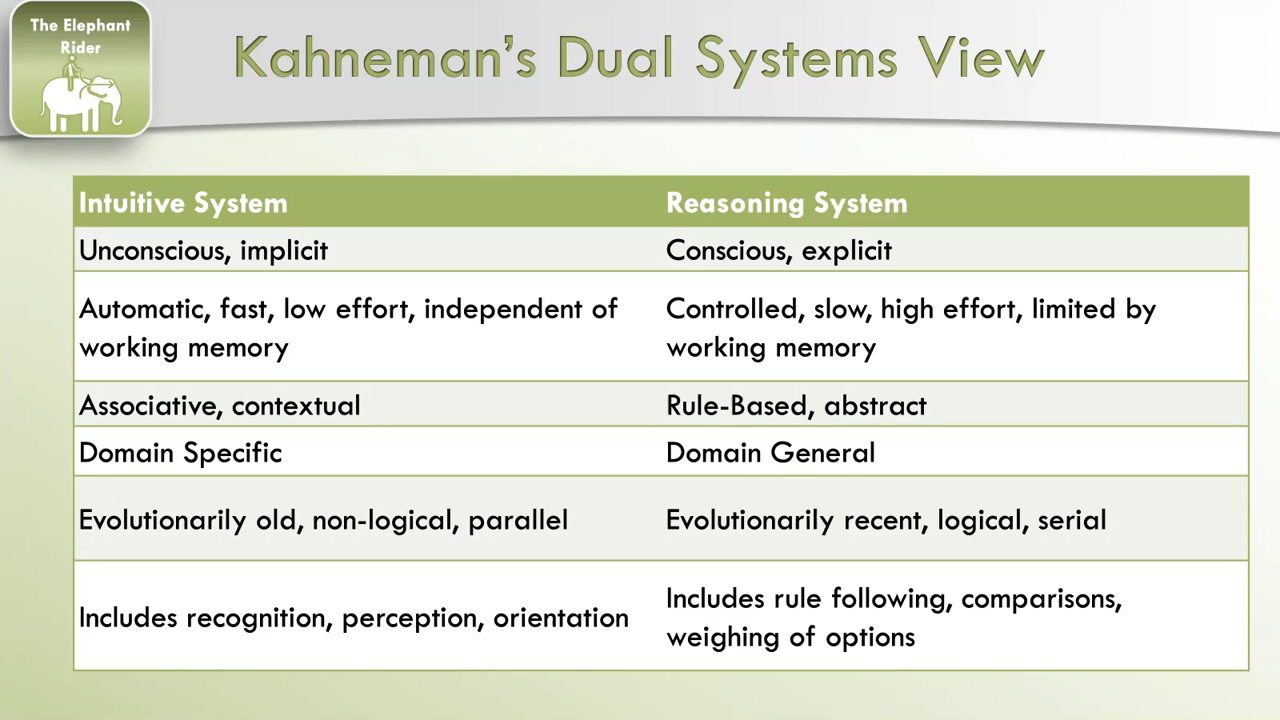 The Elephant
Rider
Kahneman's Dual Systems View
Intuitive System
Reasoning System
Unconscious, implicit
Conscious, explicit
Automatic, fast, low effort, independent of
working memory
Controlled, slow, high effort, limited by
working memory
Associative, contextual
Rule-Based, abstract
Domain Specific
Domain General
Evolutionarily old, non-logical, parallel
Evolutionarily recent, logical, serial
Includes recognition, perception, orientation
Includes rule following, comparisons,
weighing of options